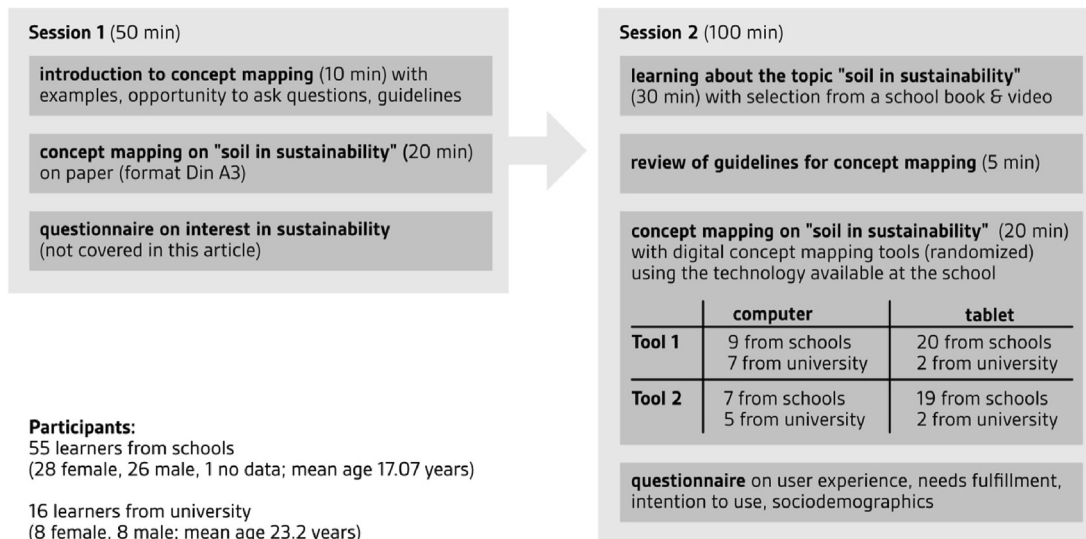 Session 1 (50 min)
introduction to concept mapping (10 min) with
examples, opportunity to ask questions, guidelines
concept mapping on "soil in sustainability" (20 min)
on paper (format Din A3)
questionnaire on interest in sustainability
(not covered in this article)
Participants:
55 learners from schools
(28 female, 26 male, 1 no data; mean age 17.07 years)
16 learners from university
(8 female, 8 male; mean age 23.2 years)
Session 2 (100 min)
learning about the topic "soil in sustainability"
(30 min) with selection from a school book & video
review of guidelines for concept mapping (5 min)
concept mapping on "soil in sustainability" (20 min)
with digital concept mapping tools (randomized)
using the technology available at the school
computer tablet
Tool 1 9 from schools 20 from schools
7 from university 2 from university
Tool 2 7 from schools 19 from schools
5 from university 2 from university
questionnaire on user experience, needs fulfillment,
intention to use, sociodemographics